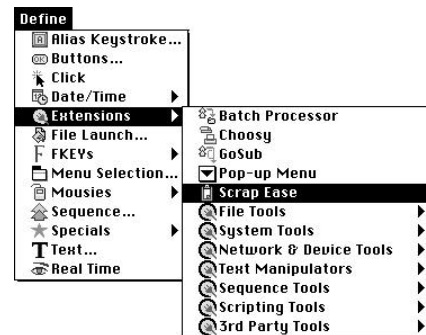 Define
Alias Keystroke...
Buttons...
Click
Date/Time
Extensions
File Launch...
FKEYs
Menu Selection...
Mousies
Sequence...
Specials
Text...
Real Time
Batch Processor
Choosy
GoSub
Pop-up Menu
Scrap Ease
File Tools
System Tools
Network & Device Tools
Text Manipulators
Sequence Tools
Scripting Tools
3rd Party Tools